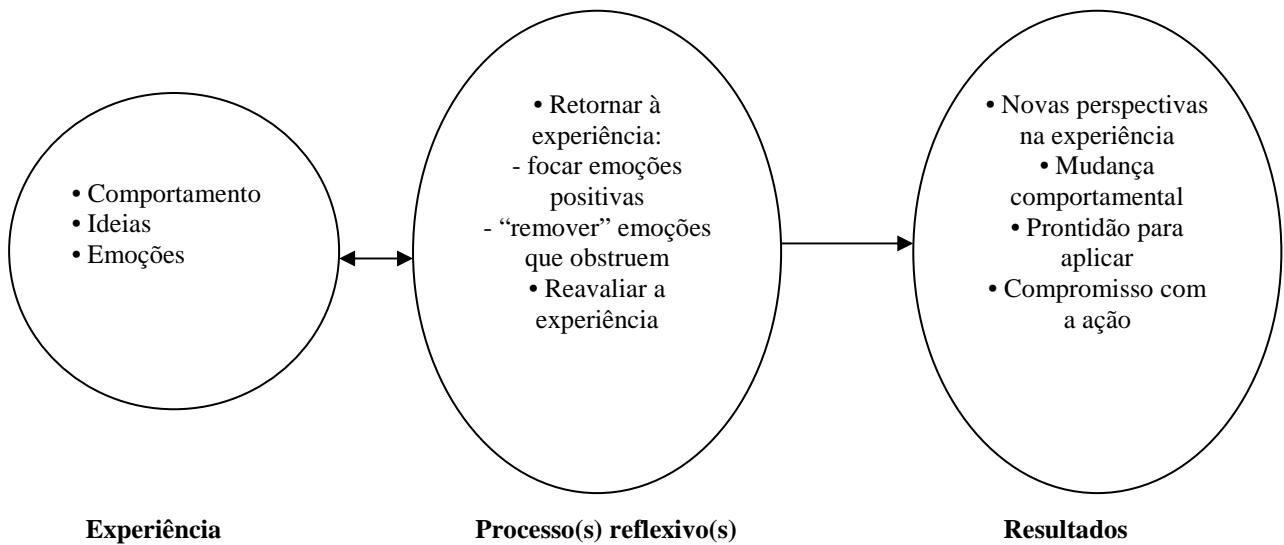 • Comportamento
• Ideias
• Emoções
• Retornar à
experiência:
- focar emoções
positivas
- “remover” emoções
que obstruem
• Reavaliar a
experiência
• Novas perspectivas
na experiência
• Mudança
comportamental
• Prontidão para
aplicar
• Compromisso com
a ação
Experiência
Processo(s) reflexivo(s)
Resultados